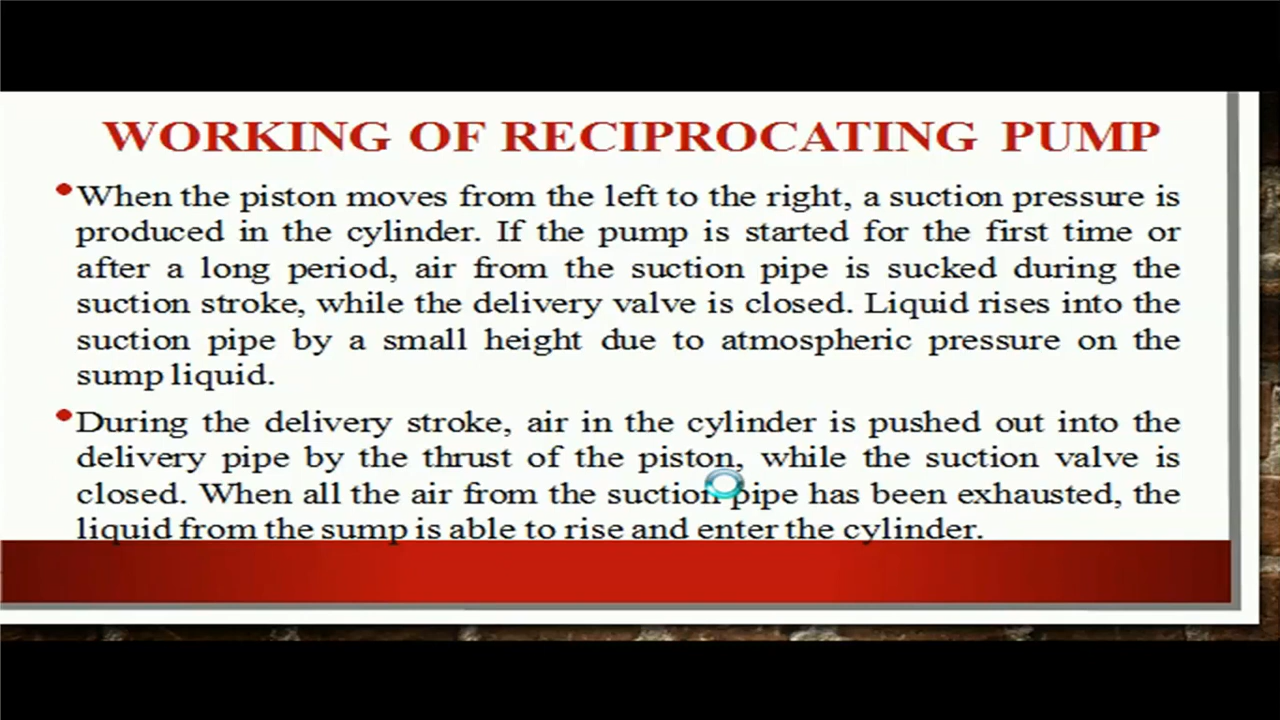 WORKING OF RECIPROCATING PUMP
•When the piston moves from the left to the right, a suction pressure is
produced in the cylinder. If the pump is started for the first time or
after a long period, air from the suction pipe is sucked during the
suction stroke, while the delivery valve is closed. Liquid rises into the
suction pipe by a small height due to atmospheric pressure on the
sump liquid.
•During the delivery stroke, air in the cylinder is pushed out into the
delivery pipe by the thrust of the piston, while the suction valve is
closed. When all the air from the suction pipe has been exhausted, the
liquid from the sump is able to rise and enter the cylinder.